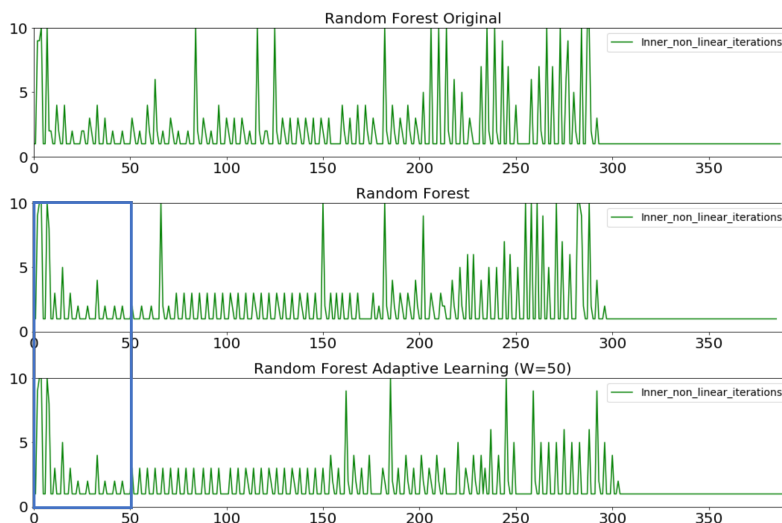 Random Forest Original
10
5
0
Inner_non_linear_iterations
0 50 100 150 200 250 300 350
Random Forest
10
5
0
Inner_non_linear_iterations
0 50 100 150 200 250 300 350
Random Forest Adaptive Learning (W=50)
10
5
0
Inner_non_linear_iterations
0 50 100 150 200 250 300 350